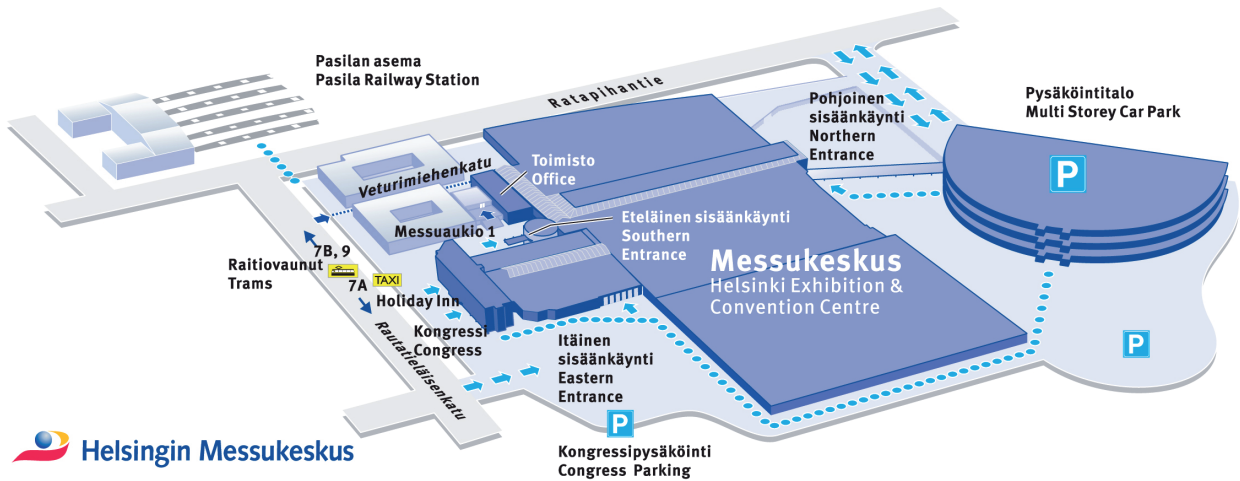 Pasilan asema
Pasila Railway Station
Ratapihantie
Pohjoinen
sisäänkäynti
Northern
Entrance
Pysäköintitalo
Multi Storey Car Park
P
Veturimiehenkatu
Toimisto
Office
Messuaukio 1
Eteläinen sisäänkäynti
Southern
Entrance
Messukeskus
Helsinki Exhibition &
Convention Centre
7B, 9
Raitiovaunut
Trams
7A
TAXI
Holiday Inn
Kongressi
Congress
Rautatieläisenkatu
Itäinen
sisäänkäynti
Eastern
Entrance
P
P
Kongressipysäköinti
Congress Parking
Helsingin Messukeskus